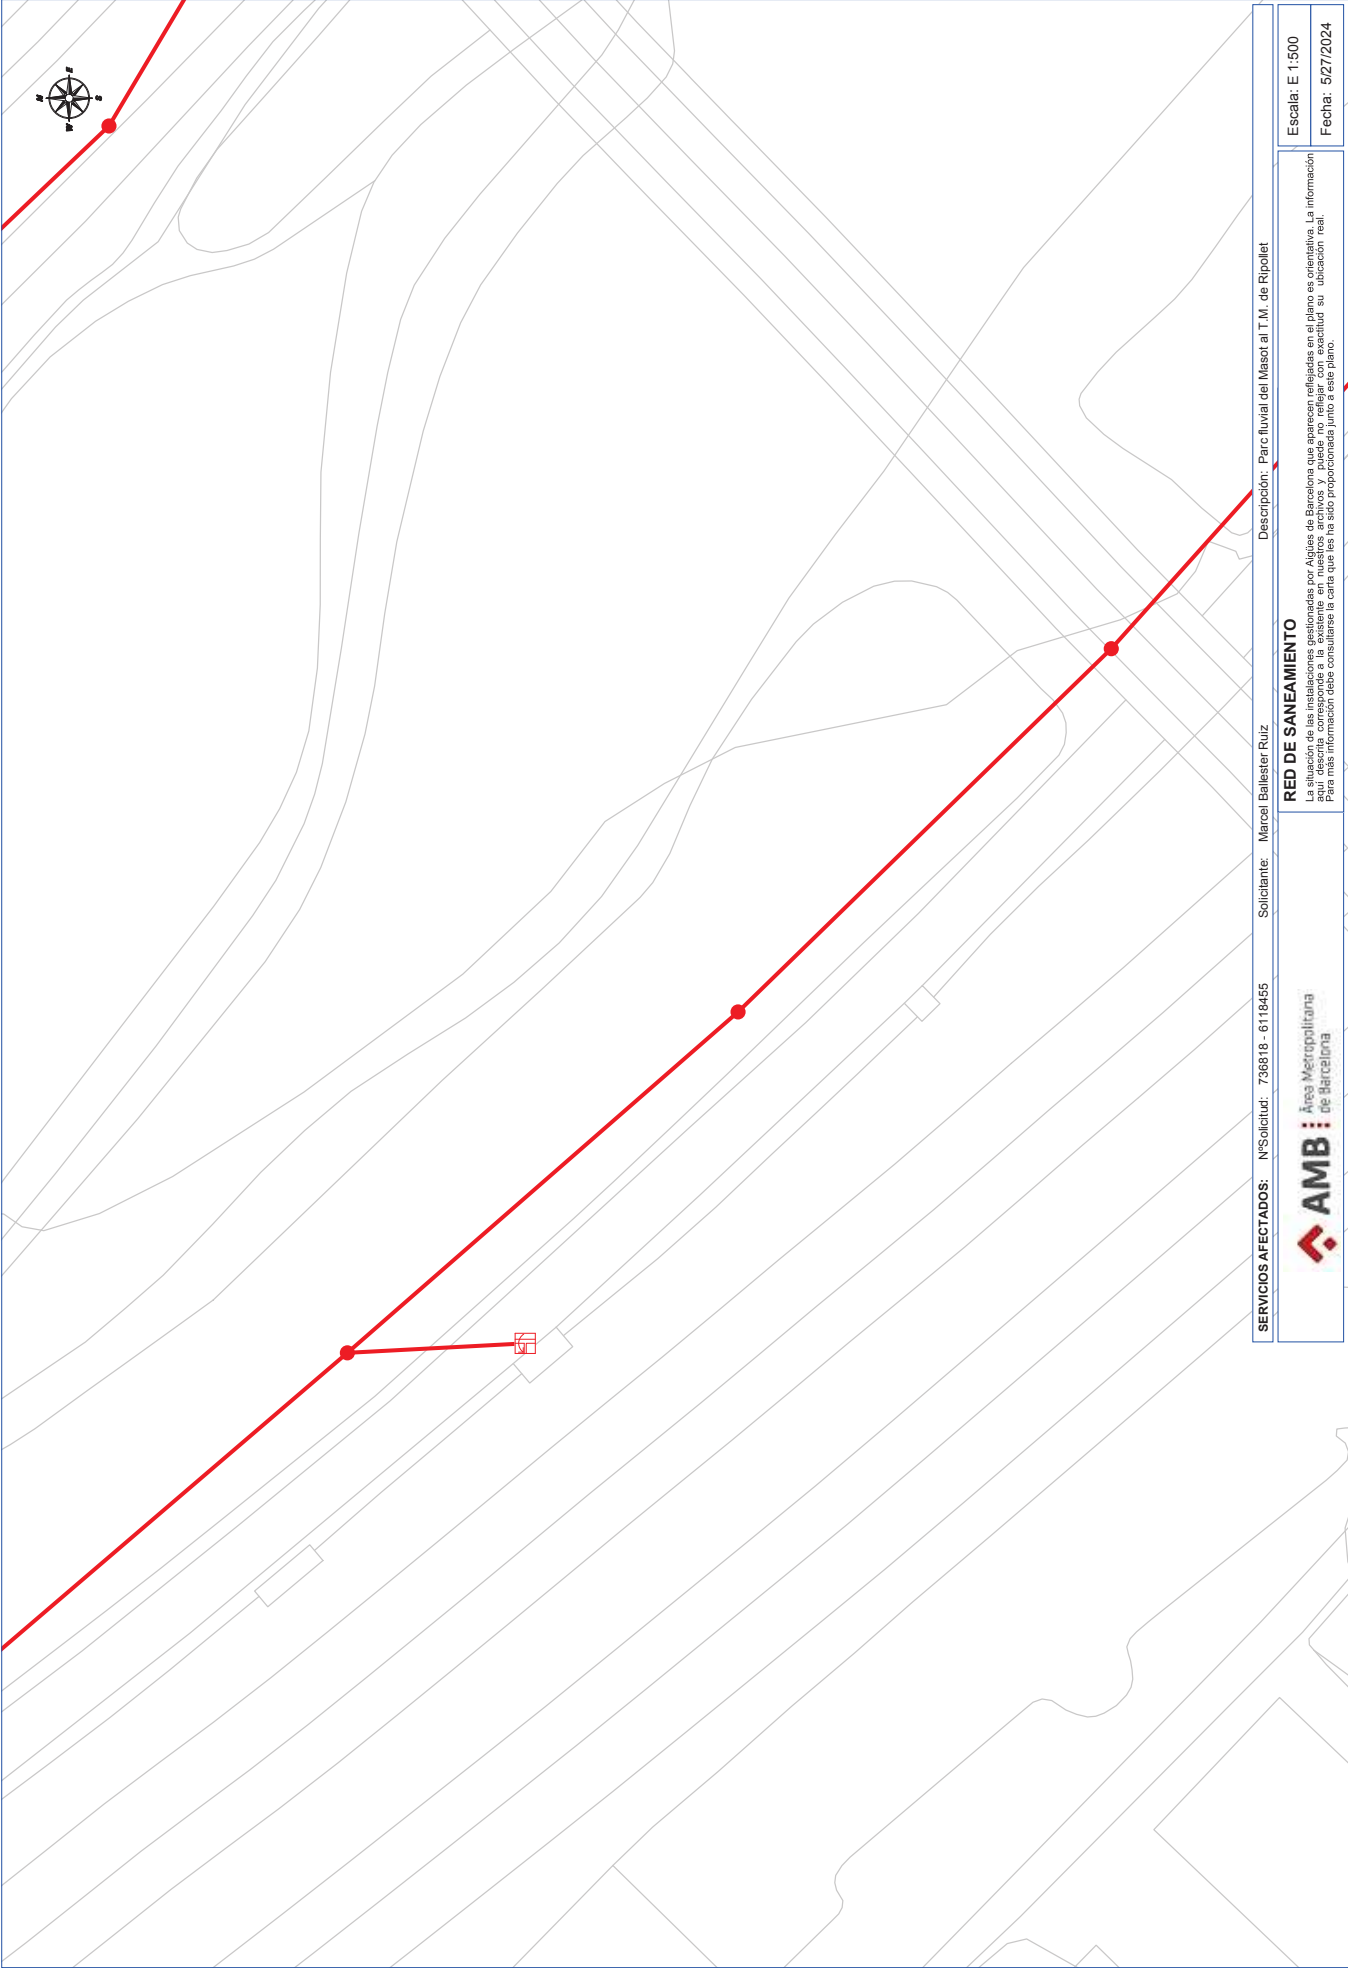 N
E
S
W
SERVICIOS AFECTADOS: NºSolicitud: 736818 - 6118455 Solicitante: Marcel Ballester Ruiz Descripción: Parc fluvial del Masot al T.M. de Ripollet
AMB
Área Metropolitana
de Barcelona
RED DE SANEAMIENTO
La situación de las instalaciones gestionadas por Aigües de Barcelona que aparecen reflejadas en el plano es orientativa. La información
aquí descrita corresponde a la existente en nuestros archivos y puede no reflejar con exactitud su ubicación real.
Para más información debe consultarse la carta que les ha sido proporcionada junto a este plano.
Escala: E 1:500
Fecha: 5/27/2024